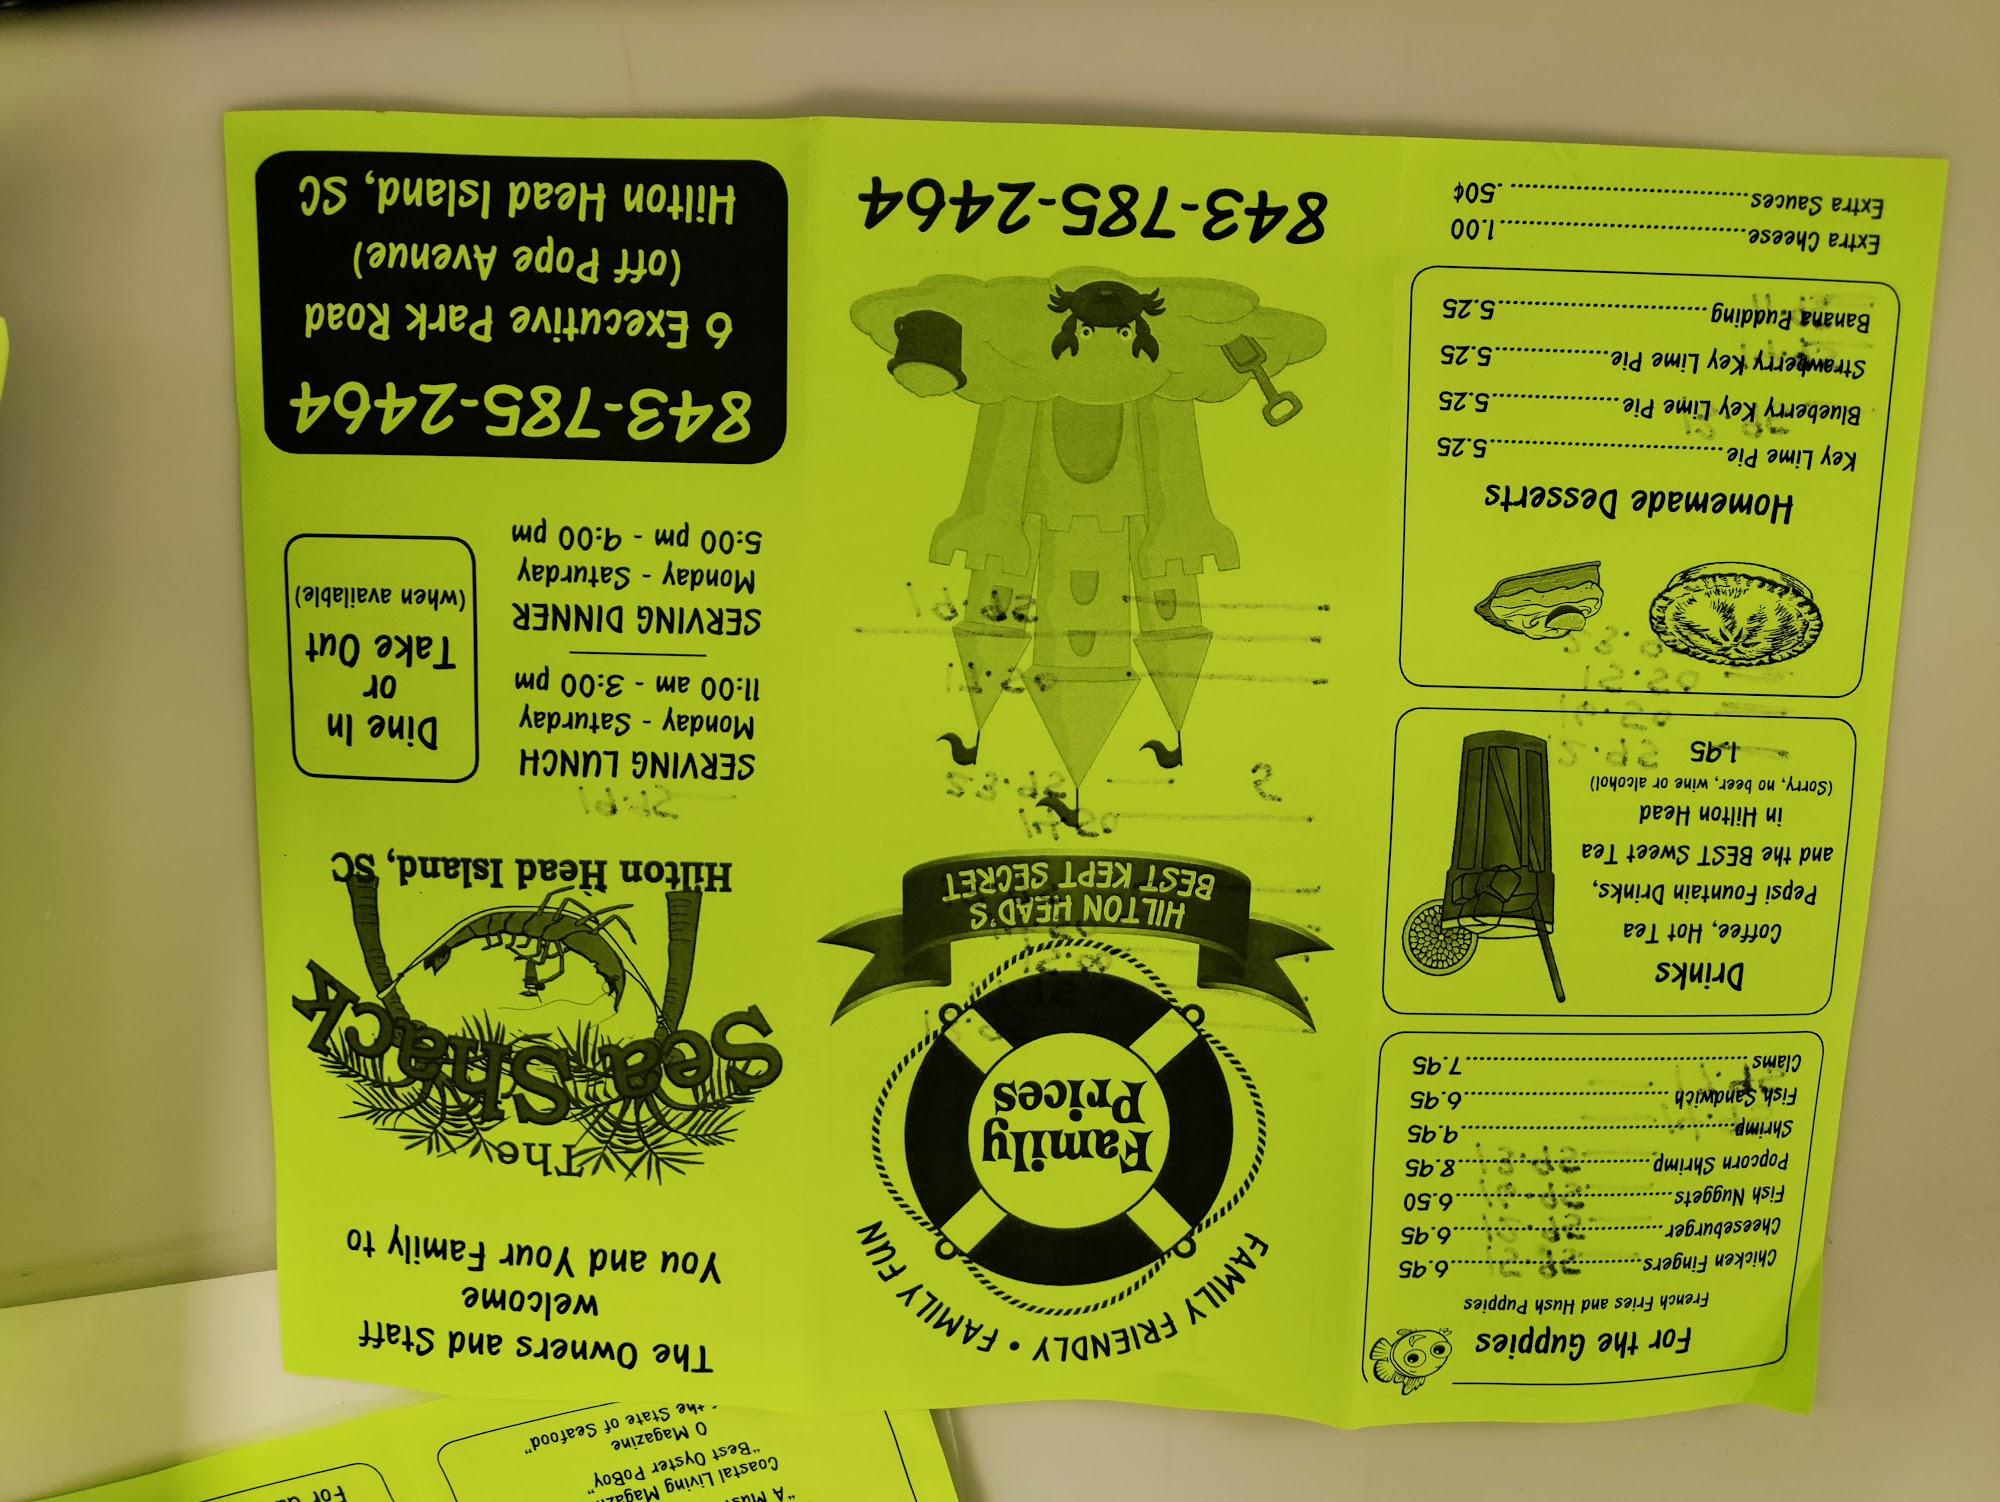 Coastal Living
"Best Oyster PoBoy"
O Magazine
the State of Seafood"
For the Guppies
French Fries and Hush Puppies
Chicken Fingers..........6.95
Cheeseburger..........6.95
Fish Nuggets..........6.50
Popcorn Shrimp..........8.95
Shrimp..........9.95
Fish Sandwich..........6.95
Clams..........7.95
Drinks
Coffee, Hot Tea
Pepsi Fountain Drinks,
and the BEST Sweet Tea
in Hilton Head
(Sorry, no beer, wine or alcohol)
1.95
Homemade Desserts
Key Lime Pie..........5.25
Blueberry Key Lime Pie..........5.25
Strawberry Key Lime Pie..........5.25
Banana Pudding..........5.25
Extra Cheese..........1.00
Extra Sauces...........50¢
FAMILY FRIENDLY • FAMILY FUN
Family
Prices
HILTON HEAD'S
BEST KEPT SECRET
843-785-2464
The Owners and Staff
welcome
You and Your Family to
The
Sea Shack
Hilton Head Island, SC
SERVING LUNCH
Monday - Saturday
11:00 am - 3:00 pm
SERVING DINNER
Monday - Saturday
5:00 pm - 9:00 pm
Dine In
or
Take Out
(when available)
843-785-2464
6 Executive Park Road
(off Pope Avenue)
Hilton Head Island, SC